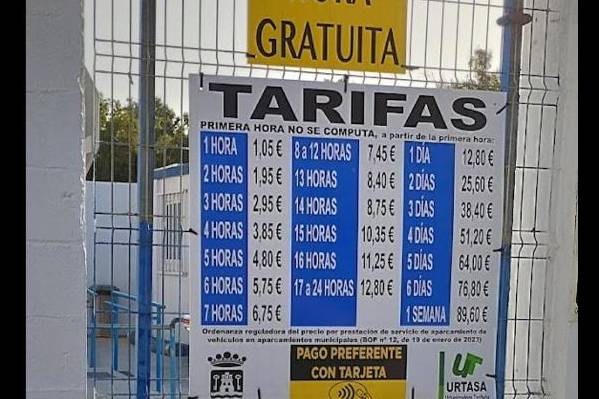 GRATUITA
TARIFAS
PRIMERA HORA NO SE COMPUTA, a partir de la primera hora:
1 HORA 1,05 € 8 a 12 HORAS 7,45 € 1 DÍA 12,80 €
2 HORAS 1,95 € 13 HORAS 8,40 € 2 DÍAS 25,60 €
3 HORAS 2,95 € 14 HORAS 8,75 € 3 DÍAS 38,40 €
4 HORAS 3,85 € 15 HORAS 10,35 € 4 DÍAS 51,20 €
5 HORAS 4,80 € 16 HORAS 11,25 € 5 DÍAS 64,00 €
6 HORAS 5,75 € 17 a 24 HORAS 12,80 € 6 DÍAS 76,80 €
7 HORAS 6,75 € 1 SEMANA 89,60 €
Ordenanza reguladora del precio por prestación de servicio de aparcamiento de
vehículos en aparcamientos municipales (BOP nº 12, de 19 de enero de 2023)
PAGO PREFERENTE
CON TARJETA
URTASA